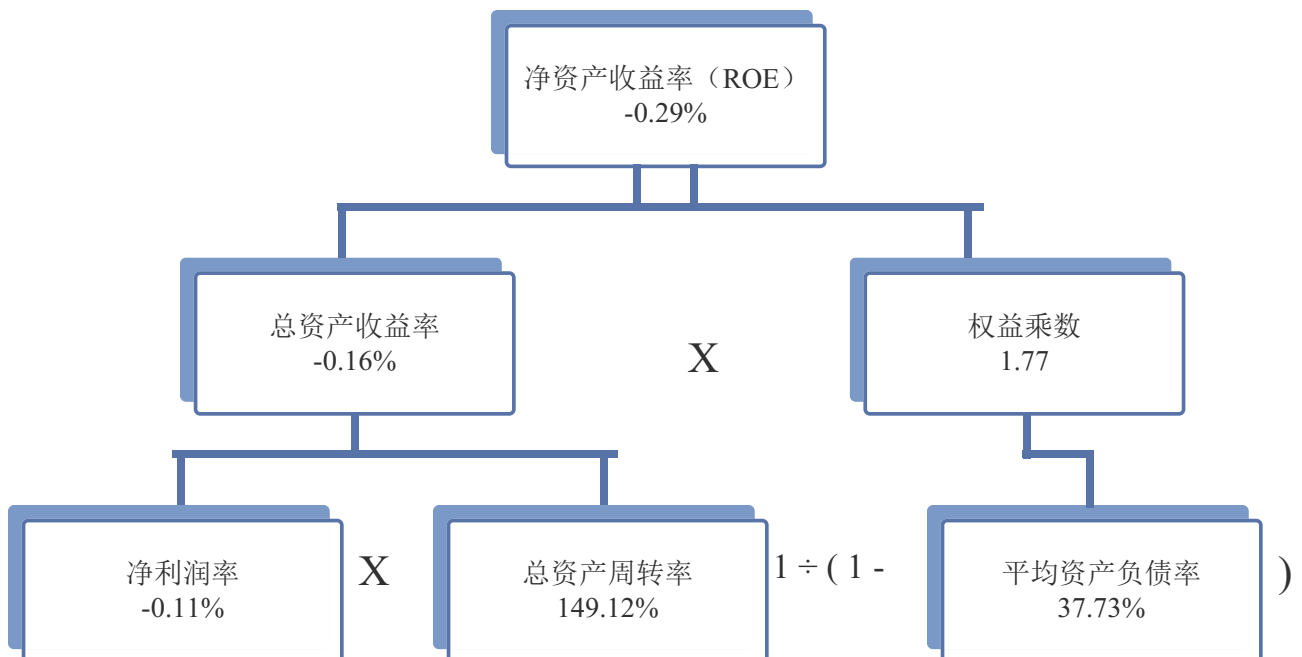 净资产收益率（ROE）
-0.29%
总资产收益率
-0.16%
X
权益乘数
1.77
净利润率
-0.11%
X
总资产周转率
149.12%
1 ÷ ( 1 -
平均资产负债率
37.73%
)